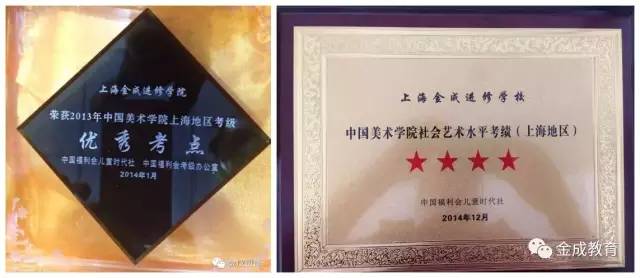 上海金成进修学院
荣获2013年中国美术学院上海地区考级
优秀考点
中国福利会儿童时代社 中国福利会考级办公室
2014年1月
金成教育
上海金成进修学校
中国美术学院社会艺术水平考绩(上海地区)
★★★★
中国福利会儿童时代社
2014年12月
金成教育